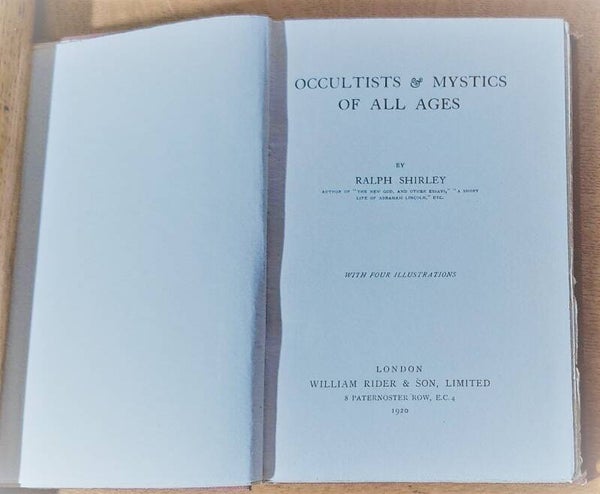 OCCULTISTS & MYSTICS
OF ALL AGES
BY
RALPH SHIRLEY
AUTHOR OF "THE NEW GOD, AND OTHER ESSAYS," "A SHORT
LIFE OF ABRAHAM LINCOLN," ETC.
WITH FOUR ILLUSTRATIONS
LONDON
WILLIAM RIDER & SON, LIMITED
8 PATERNOSTER ROW, E.C. 4
1920